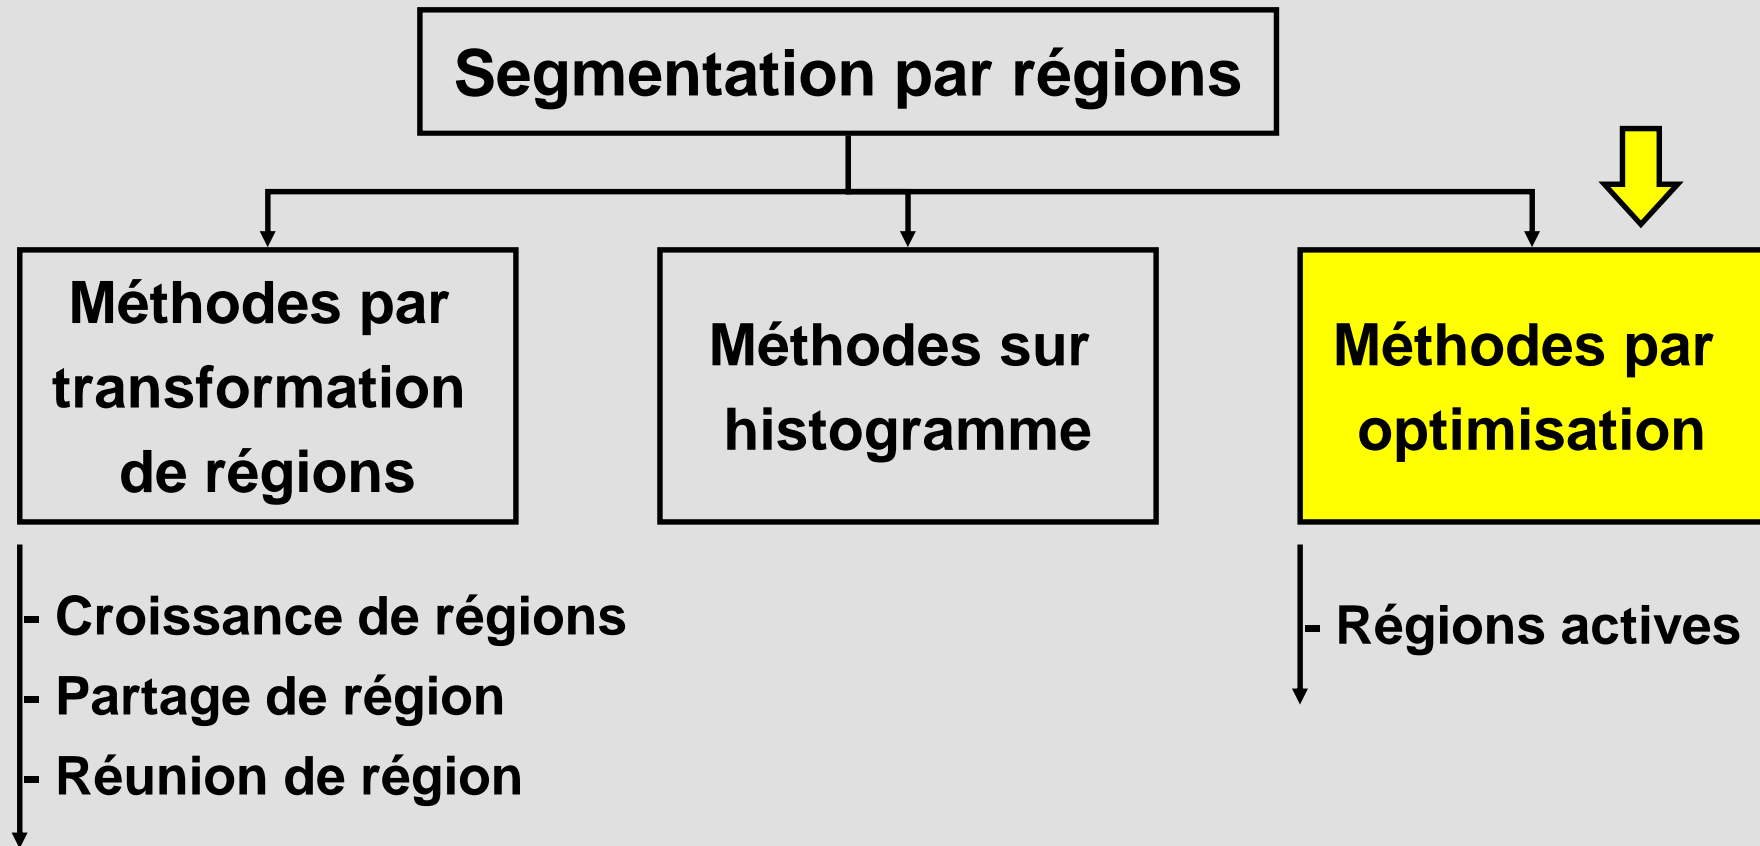 Segmentation par régions
Méthodes par
transformation
de régions
Méthodes sur
histogramme
Méthodes par
optimisation
- Croissance de régions
- Partage de région
- Réunion de région
- Régions actives